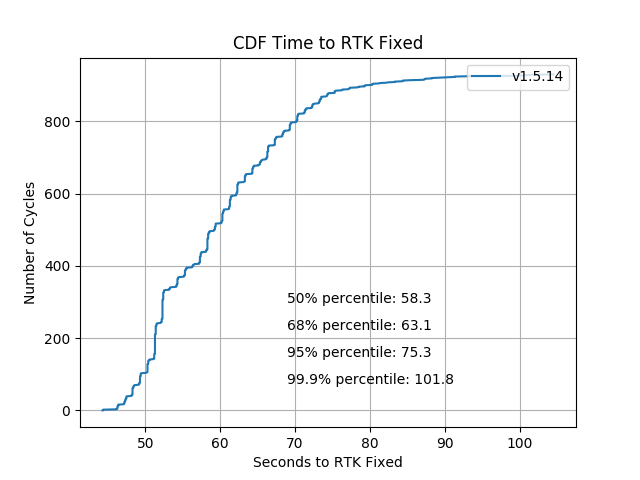 CDF Time to RTK Fixed
v1.5.14
Number of Cycles
800
600
400
200
0
50% percentile: 58.3
68% percentile: 63.1
95% percentile: 75.3
99.9% percentile: 101.8
50 60 70 80 90 100
Seconds to RTK Fixed